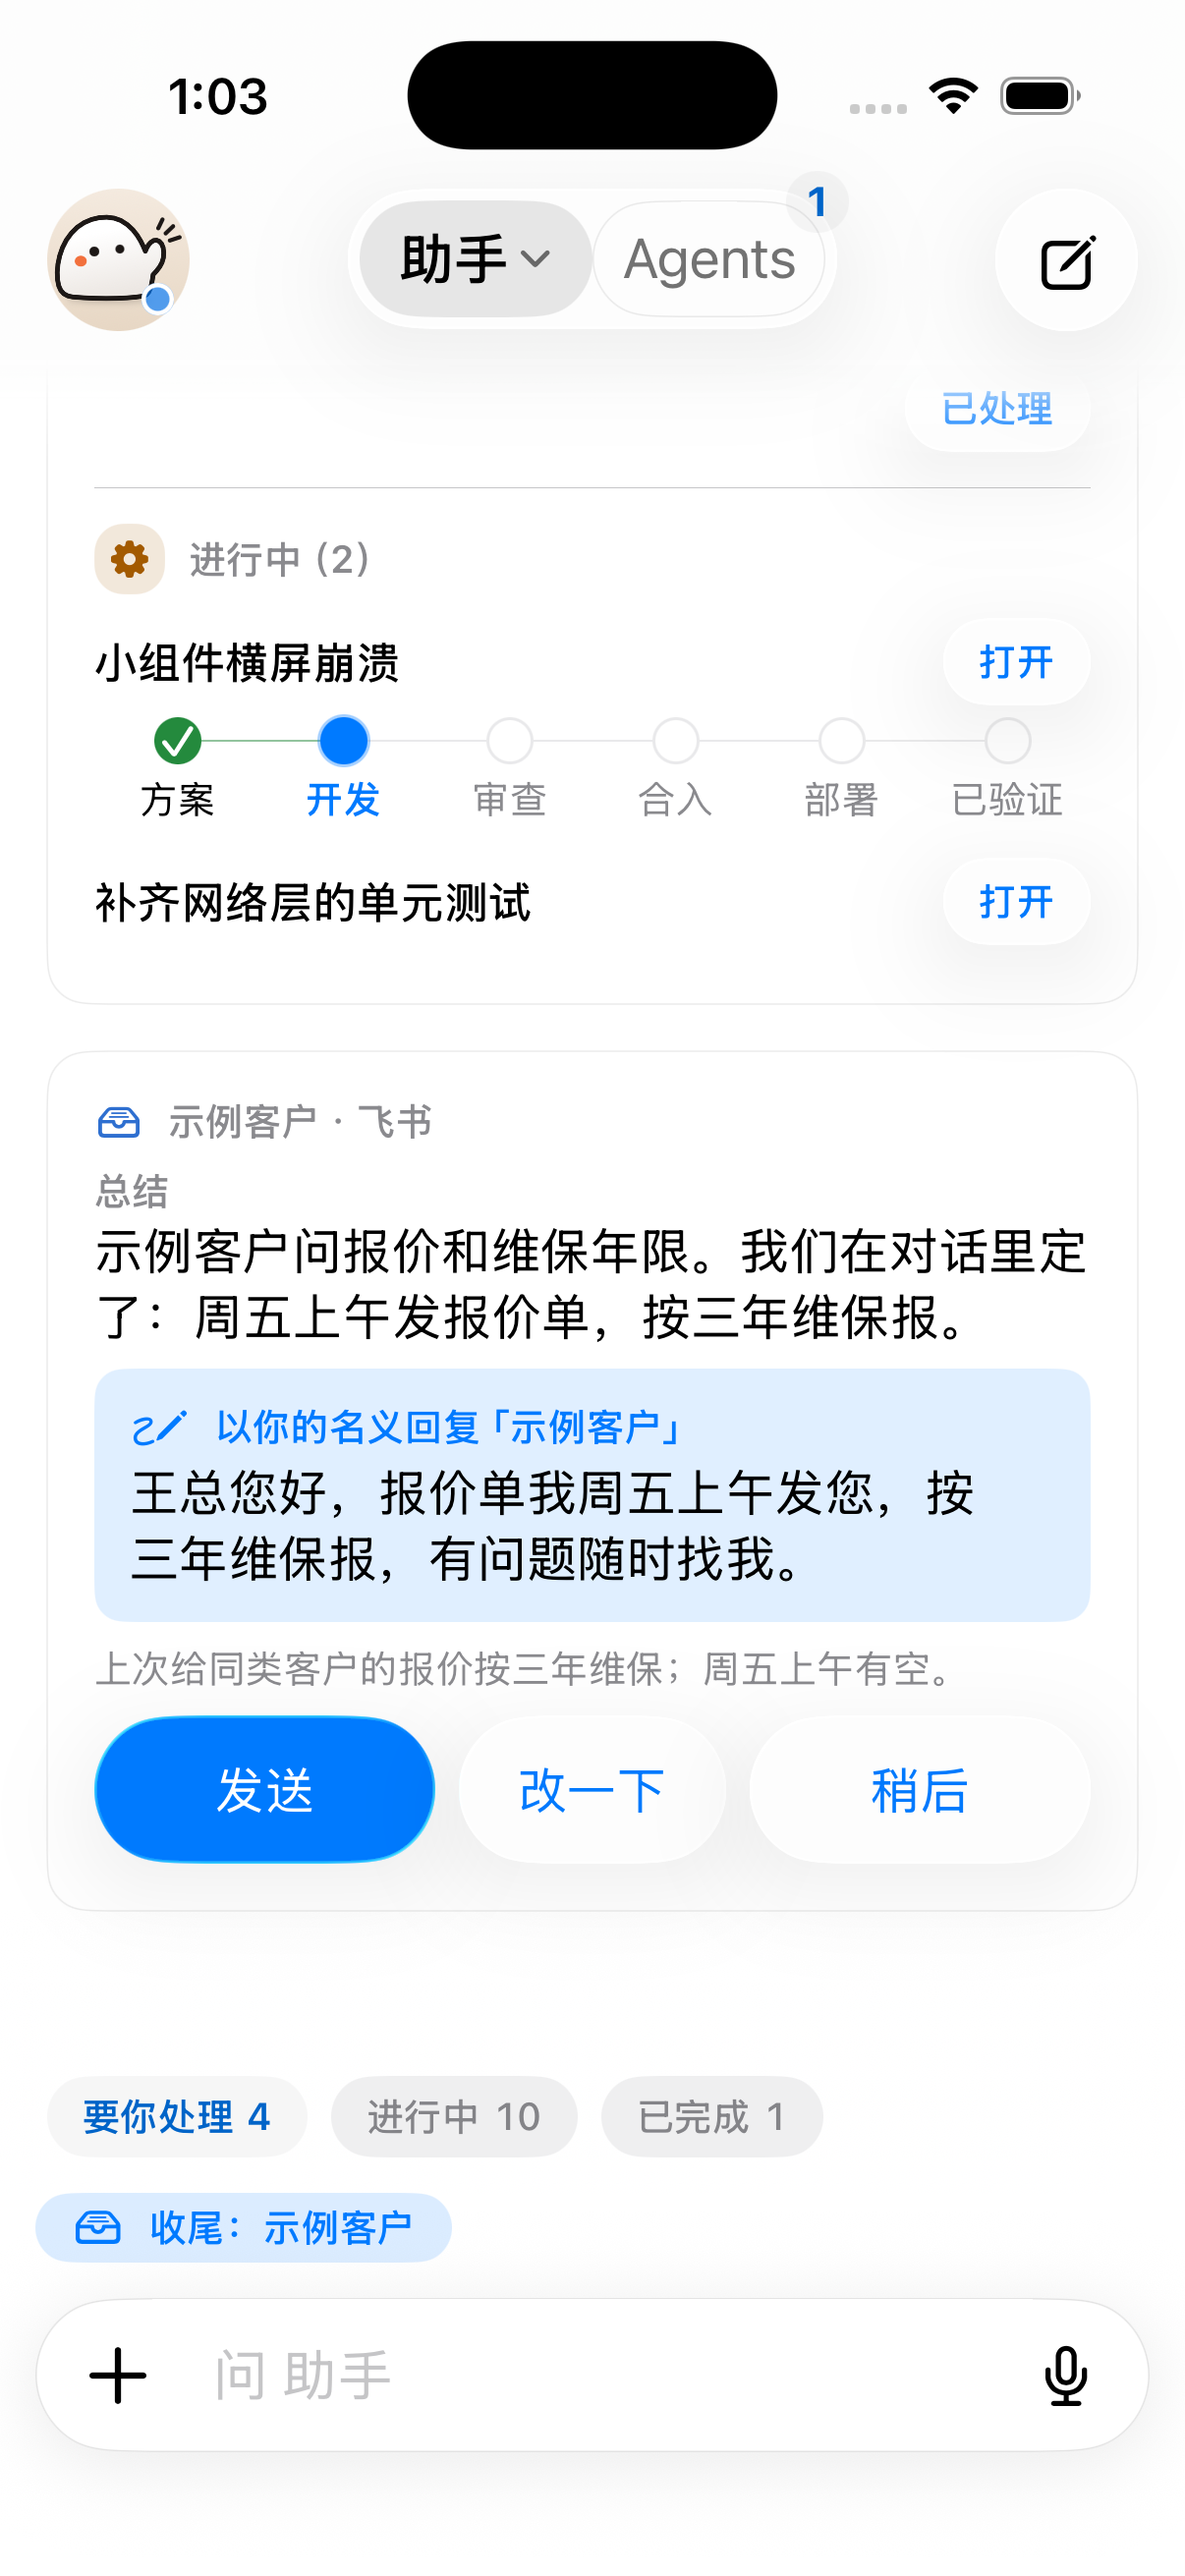 1:03
助手
Agents
1
已处理
进行中 (2)
小组件横屏崩溃
打开
方案
开发
审查
合入
部署
已验证
补齐网络层的单元测试
打开
示例客户 · 飞书
总结
示例客户问报价和维保年限。我们在对话里定
了：周五上午发报价单，按三年维保报。
以你的名义回复「示例客户」
王总您好，报价单我周五上午发您，按
三年维保报，有问题随时找我。
上次给同类客户的报价按三年维保；周五上午有空。
发送
改一下
稍后
要你处理 4
进行中 10
已完成 1
收尾：示例客户
问 助手